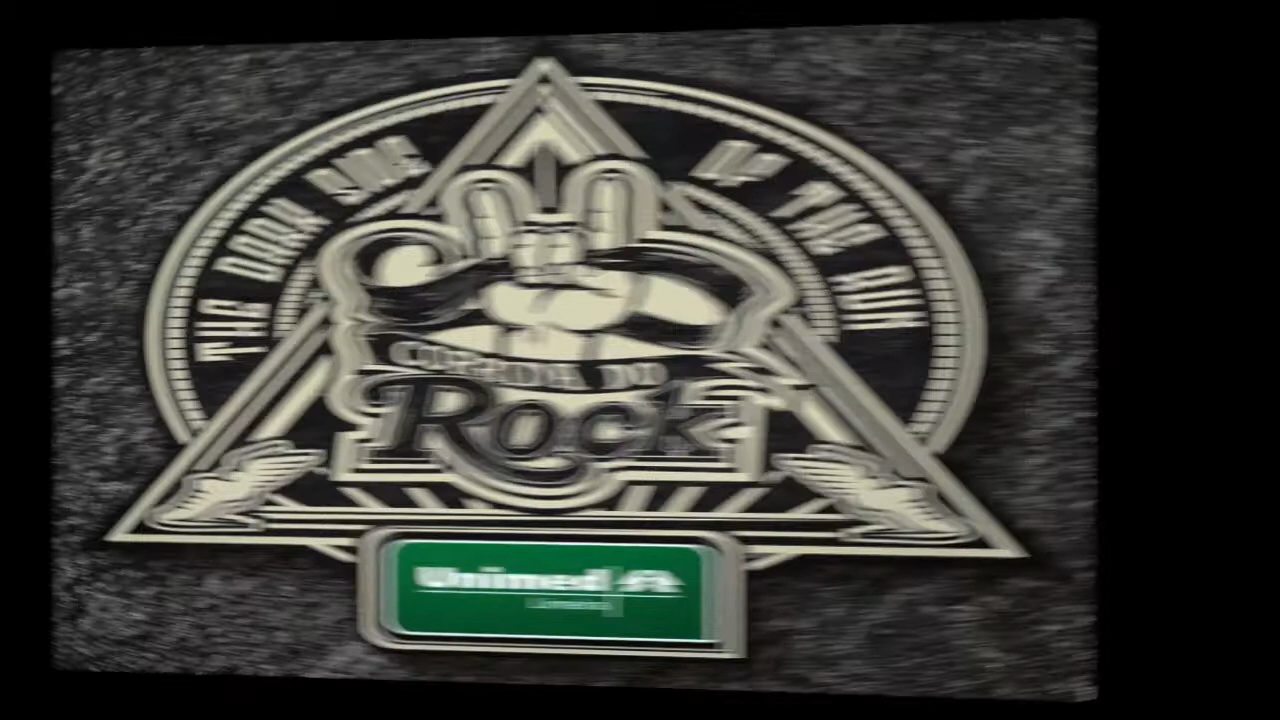 THE DARK SIDE OF THE RUN
CORRIDA DO
Rock
Unimed